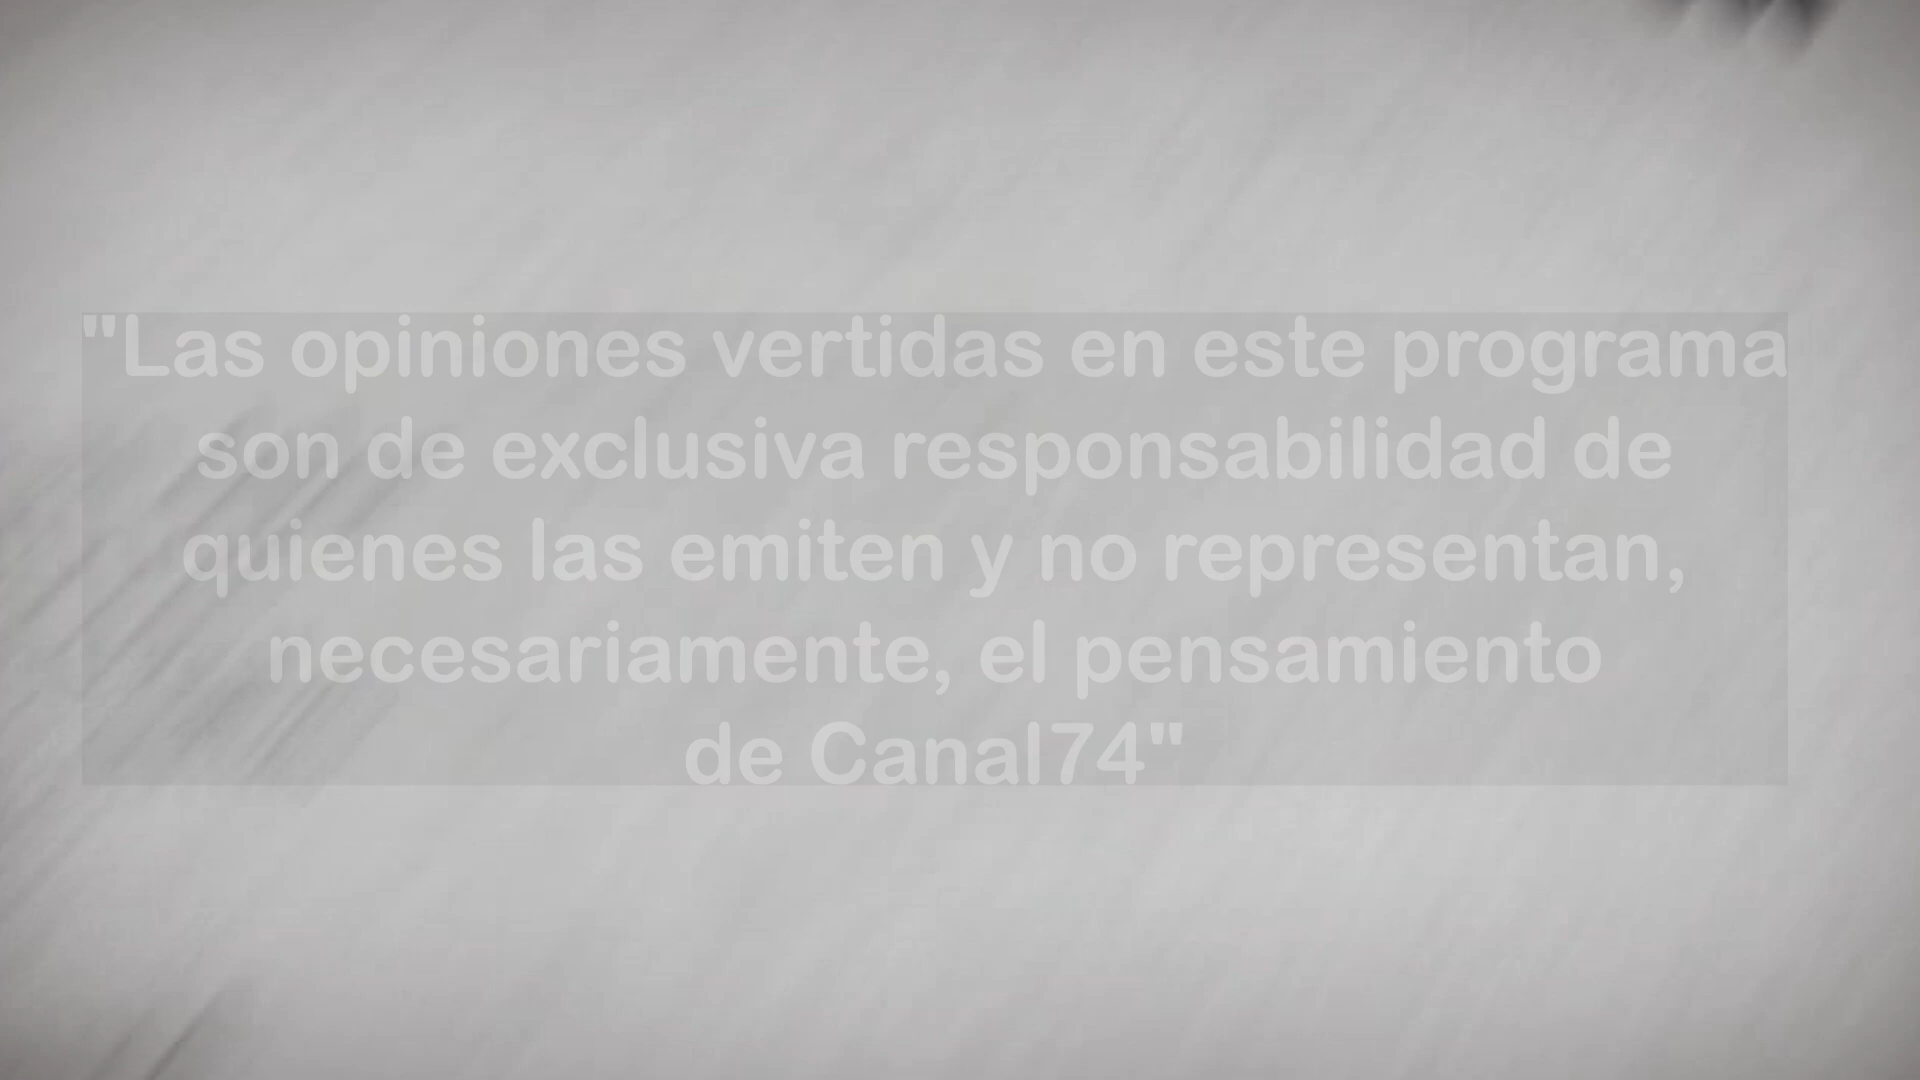 "Las opiniones vertidas en este programa
son de exclusiva responsabilidad de
quienes las emiten y no representan,
necesariamente, el pensamiento
de Canal74"